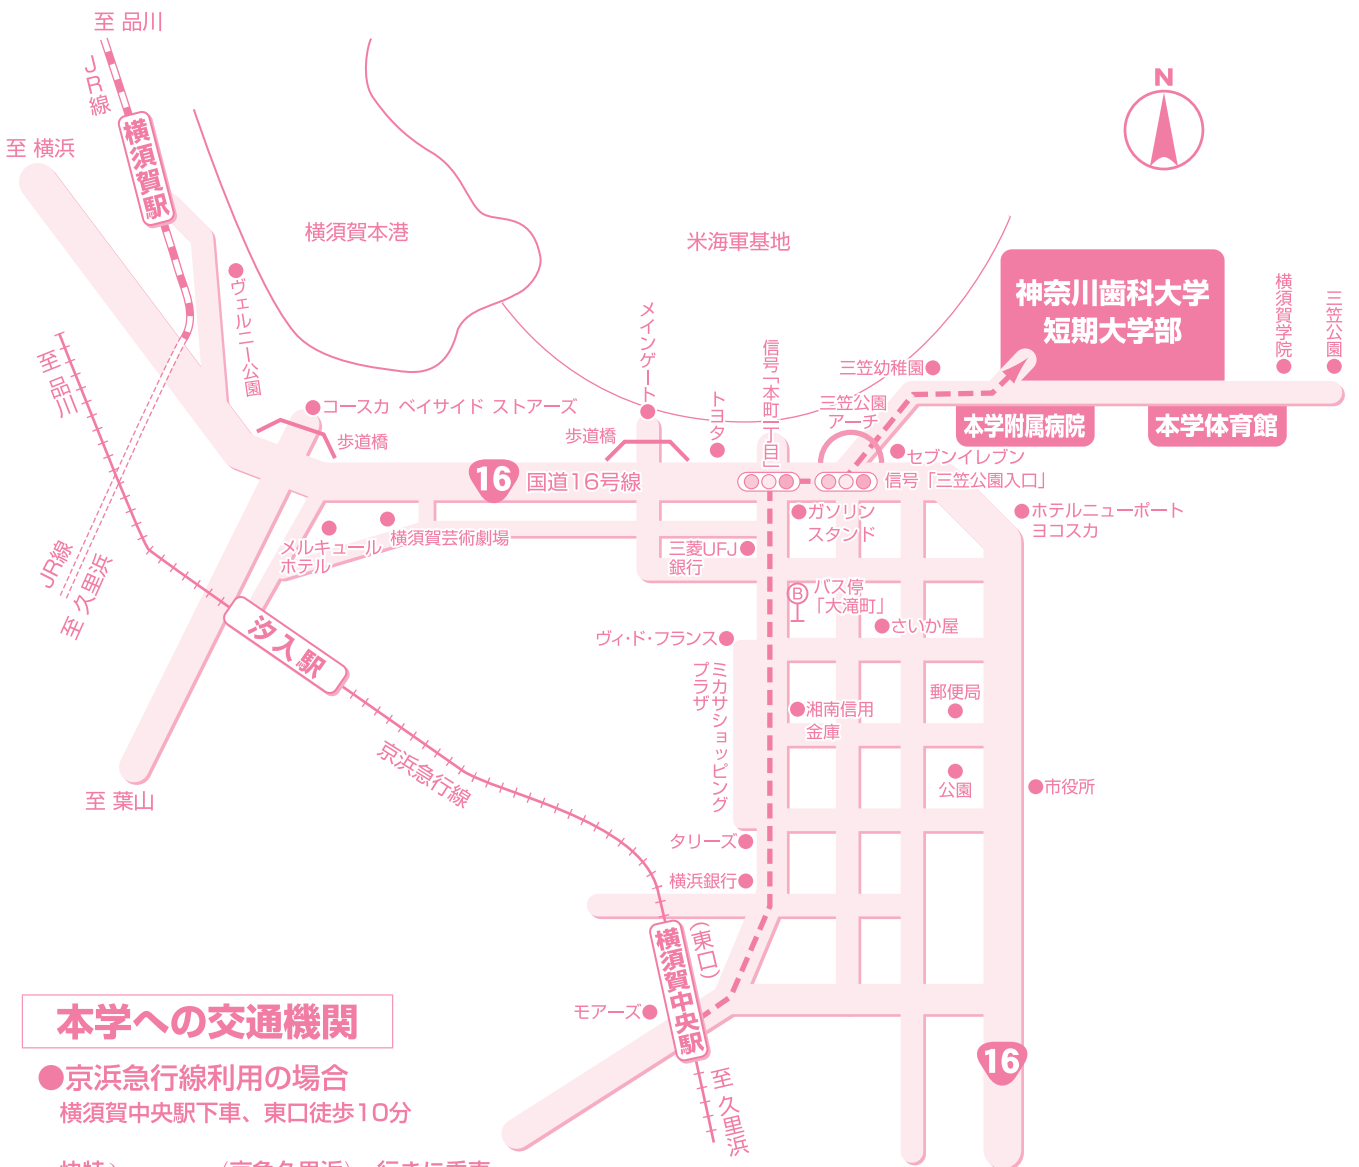 至 品川
JR線
横須賀駅
至 横浜
N
横須賀本港
米海軍基地
神奈川歯科大学
短期大学部
横須賀学院
三笠公園
ヴェルニー公園
メインゲート
信号「本町一丁目」
三笠幼稚園
至 品川
コースカ ベイサイド ストアーズ
トヨタ
三笠公園
アーチ
本学附属病院
本学体育館
歩道橋
歩道橋
セブンイレブン
16
国道16号線
信号「三笠公園入口」
ガソリン
スタンド
ホテルニューポート
ヨコスカ
メルキュール
ホテル
横須賀芸術劇場
三菱UFJ
銀行
JR線
至 久里浜
B
バス停
「大滝町」
さいか屋
汐入駅
ヴィ・ド・フランス
ミカサショッピング
プラザ
郵便局
湘南信用
金庫
京浜急行線
公園
市役所
至 葉山
タリーズ
横浜銀行
横須賀中央駅
(東口)
モアーズ
16
至 久里浜
本学への交通機関
●京浜急行線利用の場合
横須賀中央駅下車、東口徒歩10分